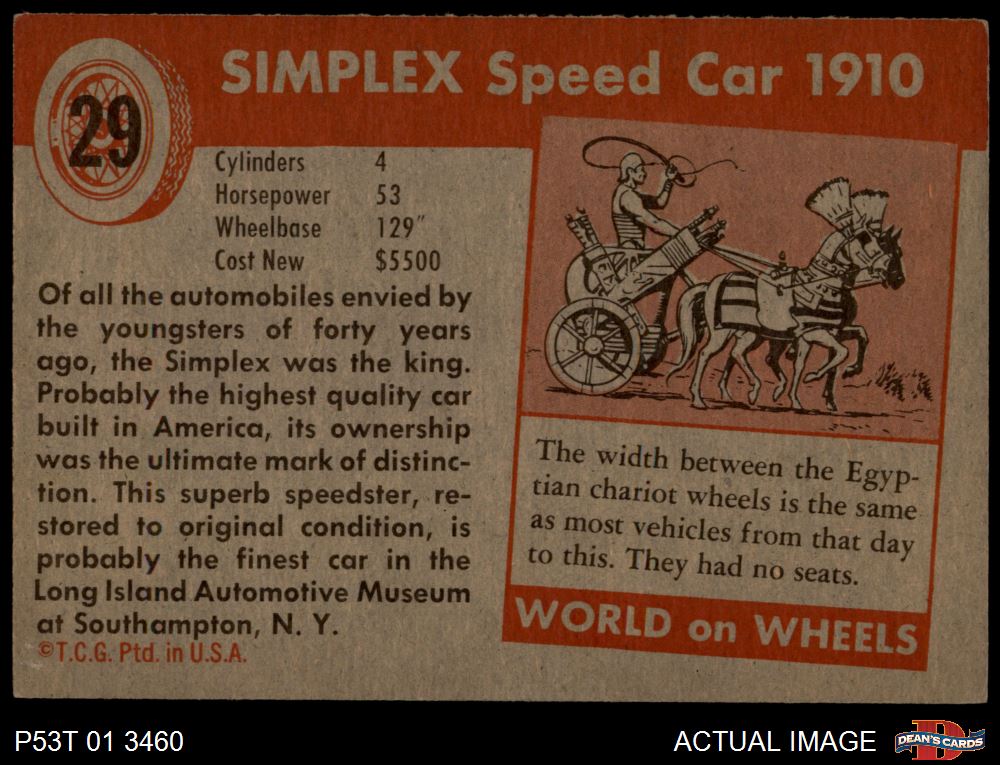 29
SIMPLEX Speed Car 1910
Cylinders 4
Horsepower 53
Wheelbase 129"
Cost New $5500
Of all the automobiles envied by
the youngsters of forty years
ago, the Simplex was the king.
Probably the highest quality car
built in America, its ownership
was the ultimate mark of distinc-
tion. This superb speedster, re-
stored to original condition, is
probably the finest car in the
Long Island Automotive Museum
at Southampton, N. Y.
©T.C.G. Ptd. in U.S.A.
The width between the Egyp-
tian chariot wheels is the same
as most vehicles from that day
to this. They had no seats.
WORLD on WHEELS
P53T 01 3460
ACTUAL IMAGE
D
DEAN'S CARDS